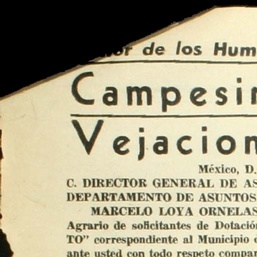 or de los Hum
Campesin
Vejacion
México, D.
C. DIRECTOR GENERAL DE AS
DEPARTAMENTO DE ASUNTOS
MARCELO LOYA ORNELAS
Agrario de solicitantes de Dotació
TO" correspondiente al Municipio
ante usted con todo respeto compar